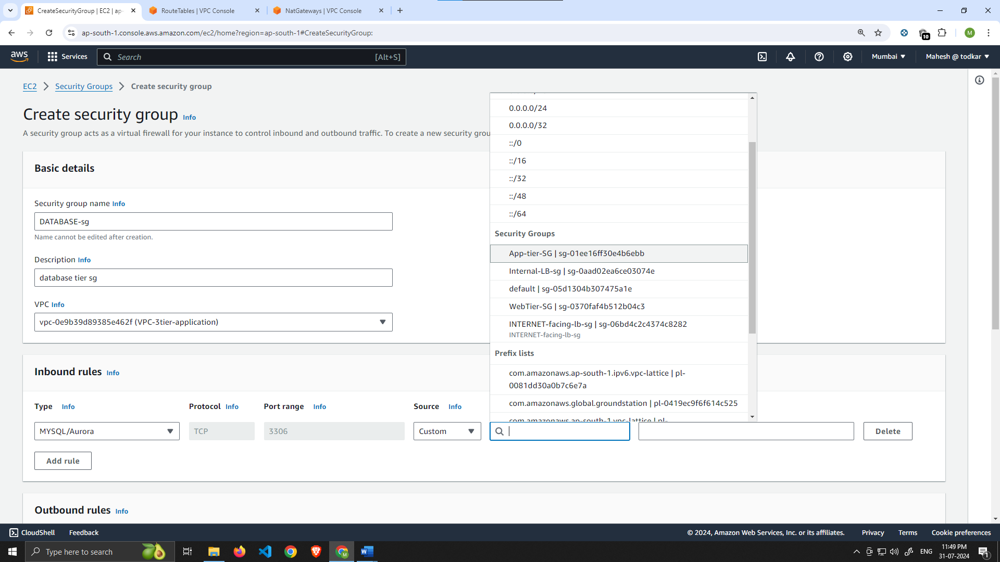 CreateSecurityGroup | EC2 | ap-
RouteTables | VPC Console
NatGateways | VPC Console
ap-south-1.console.aws.amazon.com/ec2/home?region=ap-south-1#CreateSecurityGroup:
10
M
aws
Services
Search
[Alt+S]
Mumbai
Mahesh @ todkar
EC2
Security Groups
Create security group
Create security group Info
A security group acts as a virtual firewall for your instance to control inbound and outbound traffic. To create a new security grou
Basic details
Security group name Info
DATABASE-sg
Name cannot be edited after creation.
Description Info
database tier sg
VPC Info
vpc-0e9b39d89385e462f (VPC-3tier-application)
0.0.0.0/24
0.0.0.0/32
::/0
::/16
::/32
::/48
::/64
Security Groups
App-tier-SG | sg-01ee16ff30e4b6ebb
Internal-LB-sg | sg-0aad02ea6ce03074e
default | sg-05d1304b307475a1e
WebTier-SG | sg-0370faf4b512b04c3
INTERNET-facing-lb-sg | sg-06bd4c2c4374c8282
INTERNET-facing-lb-sg
Prefix lists
com.amazonaws.ap-south-1.ipv6.vpc-lattice | pl-
0081dd30a0b7c6e7a
com.amazonaws.global.groundstation | pl-0419ec9f6f614c525
com.amazonaws.ap-south-1.vpc-lattice | pl-
Inbound rules Info
Type Info
Protocol Info
Port range Info
Source Info
MYSQL/Aurora
TCP
3306
Custom
Delete
Add rule
Outbound rules Info
CloudShell
Feedback
© 2024, Amazon Web Services, Inc. or its affiliates.
Privacy
Terms
Cookie preferences
Type here to search
M
W
ENG
11:49 PM
31-07-2024
1